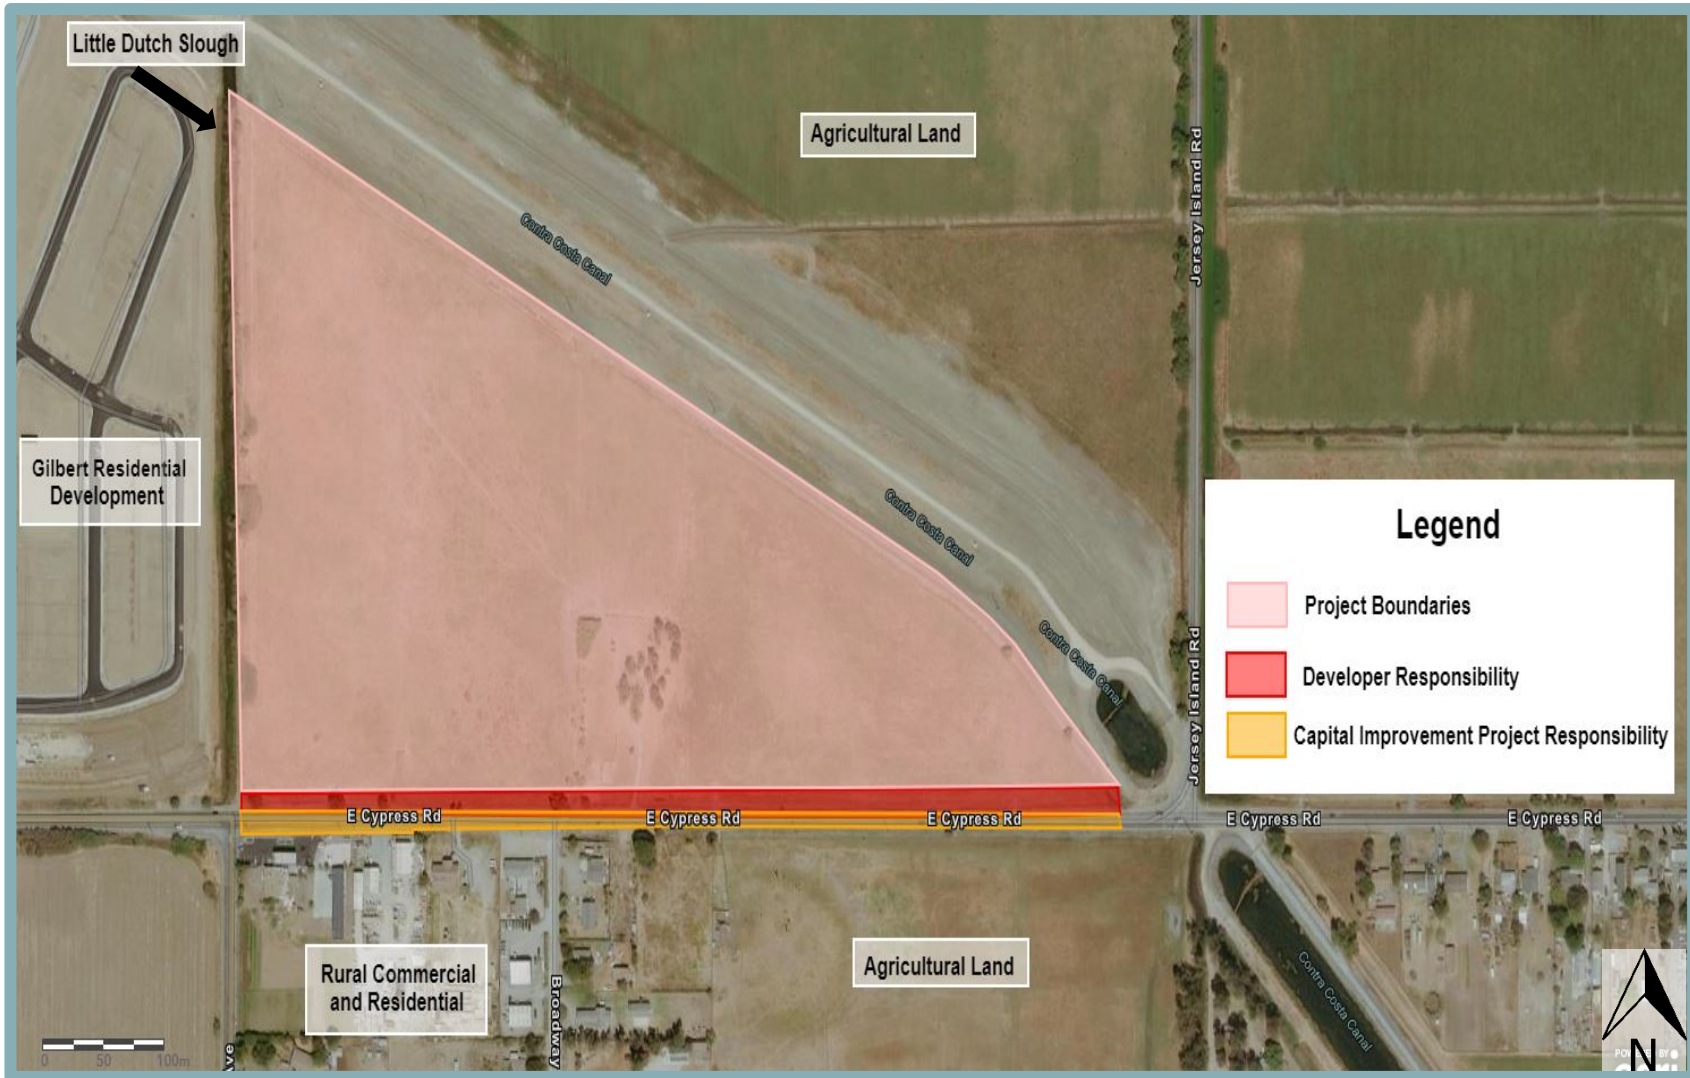 Little Dutch Slough
Agricultural Land
Jersey Island Rd
Contra Costa Canal
Gilbert Residential
Development
Contra Costa Canal
Legend
Project Boundaries
Developer Responsibility
Capital Improvement Project Responsibility
Contra Costa Canal
Jersey Island Rd
E Cypress Rd
E Cypress Rd
E Cypress Rd
E Cypress Rd
E Cypress Rd
Rural Commercial
and Residential
Agricultural Land
Broadway
Contra Costa Canal
0 50 100m
Ave
N